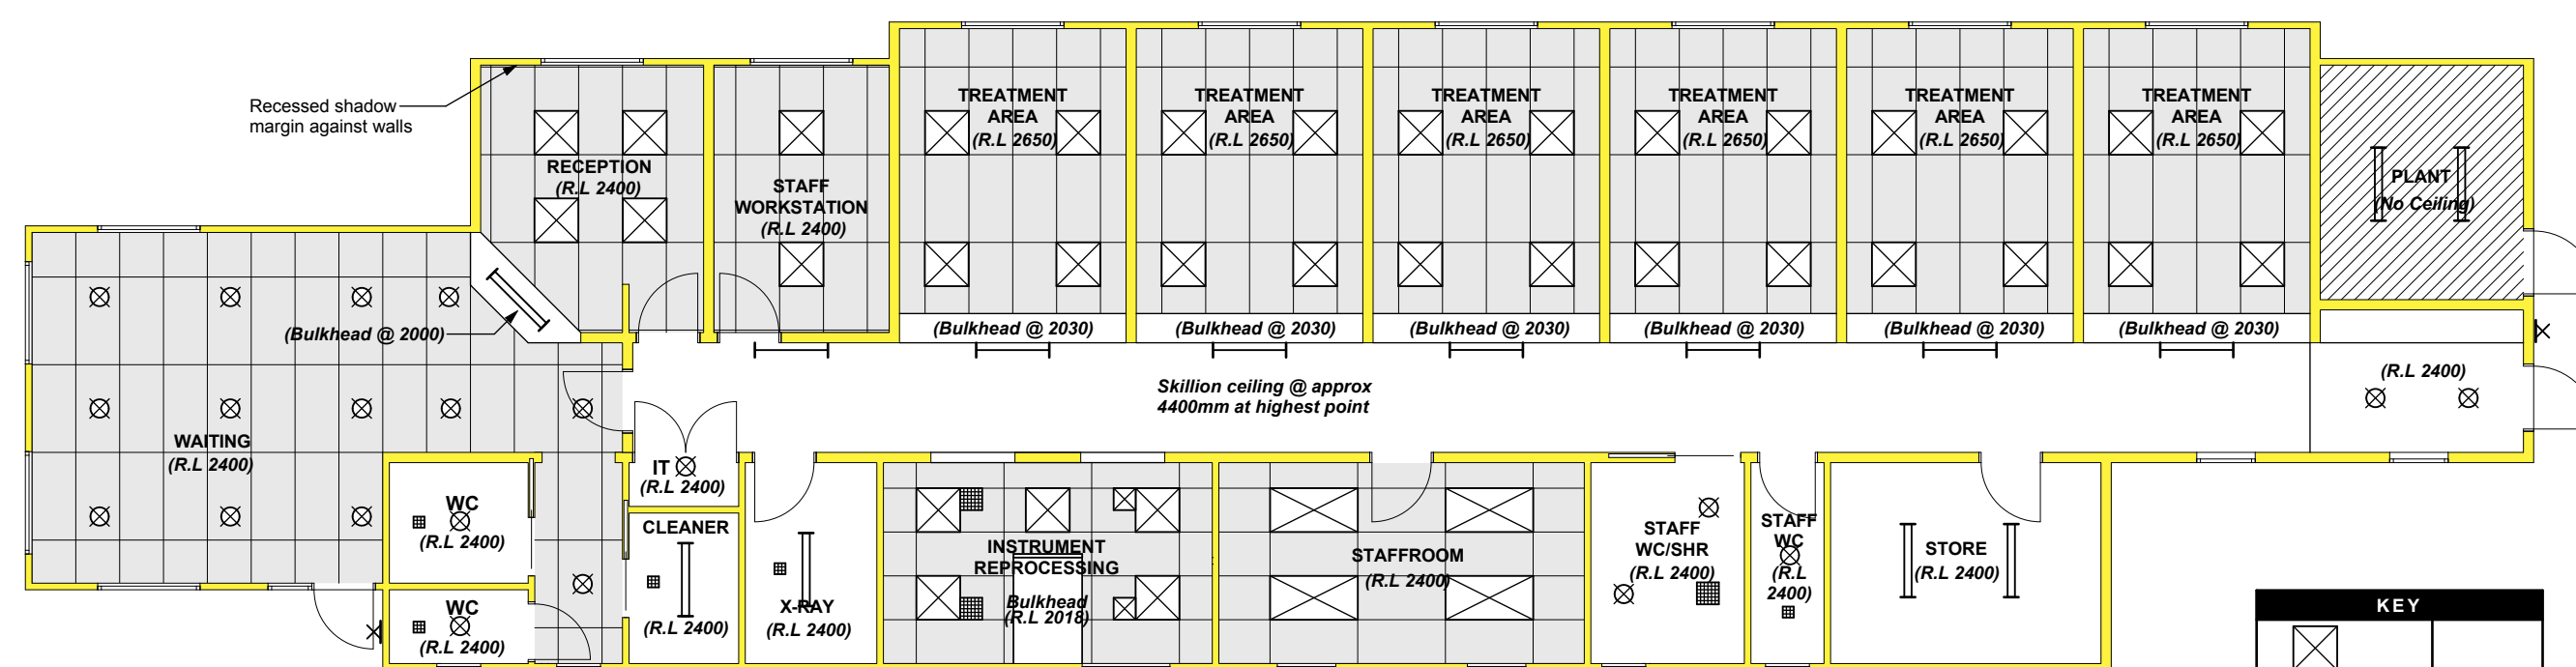 Recessed shadow
margin against walls
RECEPTION
(R.L 2400)
STAFF
WORKSTATION
(R.L 2400)
TREATMENT
AREA
(R.L 2650)
TREATMENT
AREA
(R.L 2650)
TREATMENT
AREA
(R.L 2650)
TREATMENT
AREA
(R.L 2650)
TREATMENT
AREA
(R.L 2650)
TREATMENT
AREA
(R.L 2650)
PLANT
(No Ceiling)
(Bulkhead @ 2000)
(Bulkhead @ 2030)
(Bulkhead @ 2030)
(Bulkhead @ 2030)
(Bulkhead @ 2030)
(Bulkhead @ 2030)
(Bulkhead @ 2030)
Skillion ceiling @ approx
4400mm at highest point
(R.L 2400)
WAITING
(R.L 2400)
WC
(R.L 2400)
WC
(R.L 2400)
IT
(R.L 2400)
CLEANER
(R.L 2400)
X-RAY
(R.L 2400)
INSTRUMENT
REPROCESSING
Bulkhead
(R.L 2018)
STAFFROOM
(R.L 2400)
STAFF
WC/SHR
(R.L 2400)
STAFF
WC
(R.L
2400)
STORE
(R.L 2400)
KEY